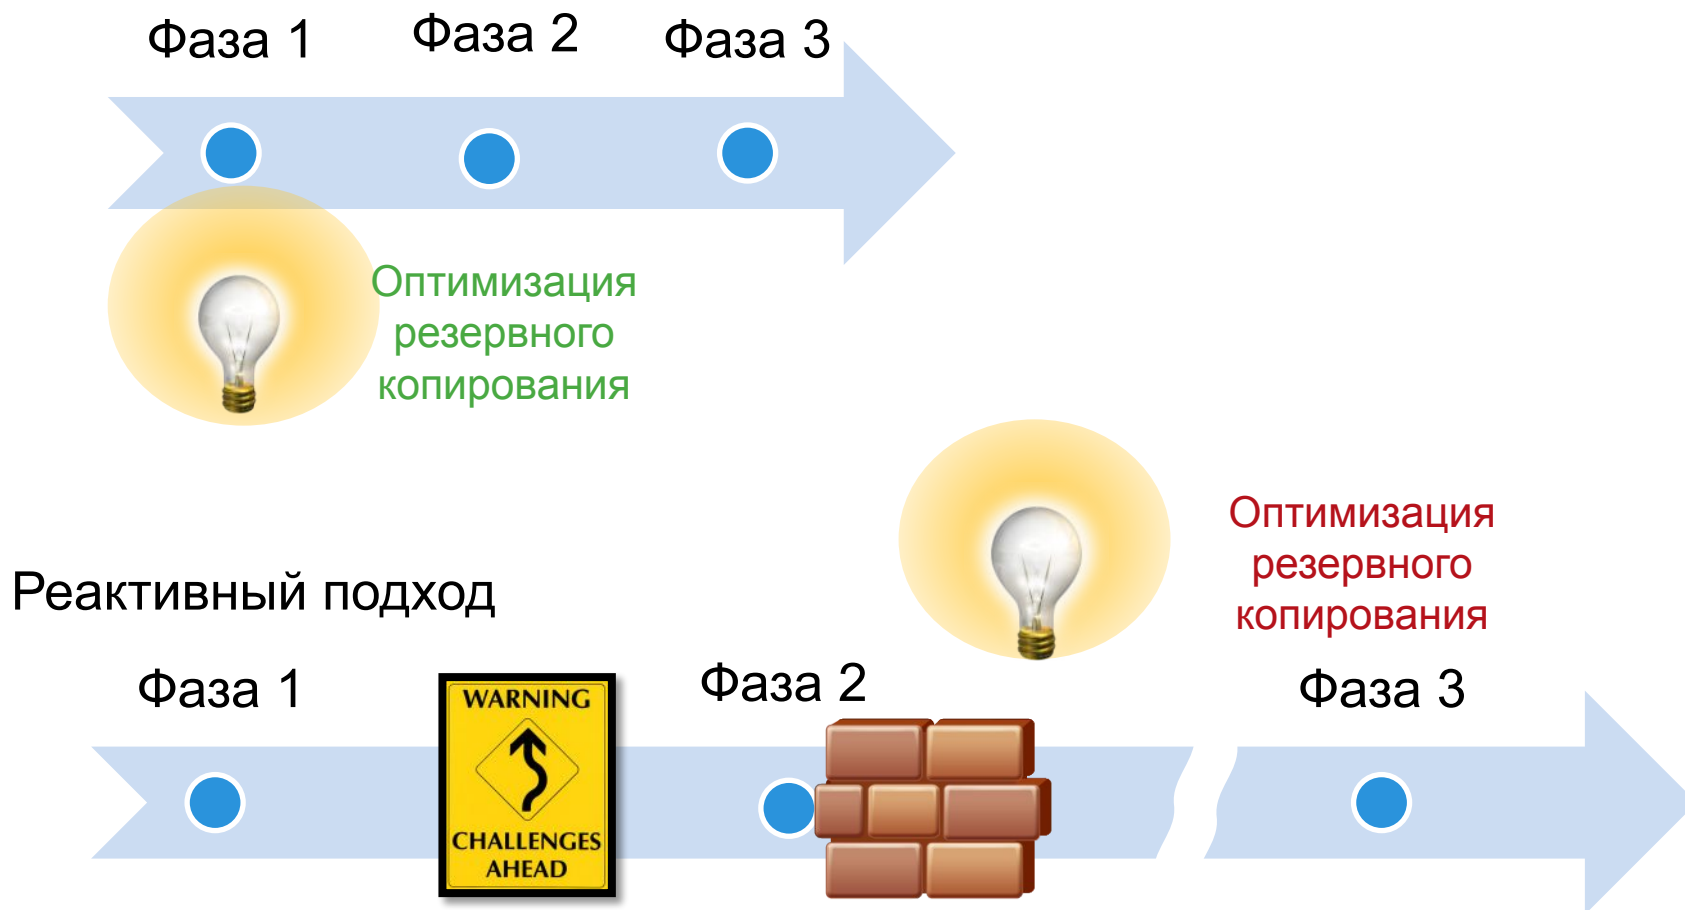 Фаза 1
Фаза 2
Фаза 3
Оптимизация
резервного
копирования
Оптимизация
резервного
копирования
Реактивный подход
Фаза 1
WARNING
CHALLENGES
AHEAD
Фаза 2
Фаза 3